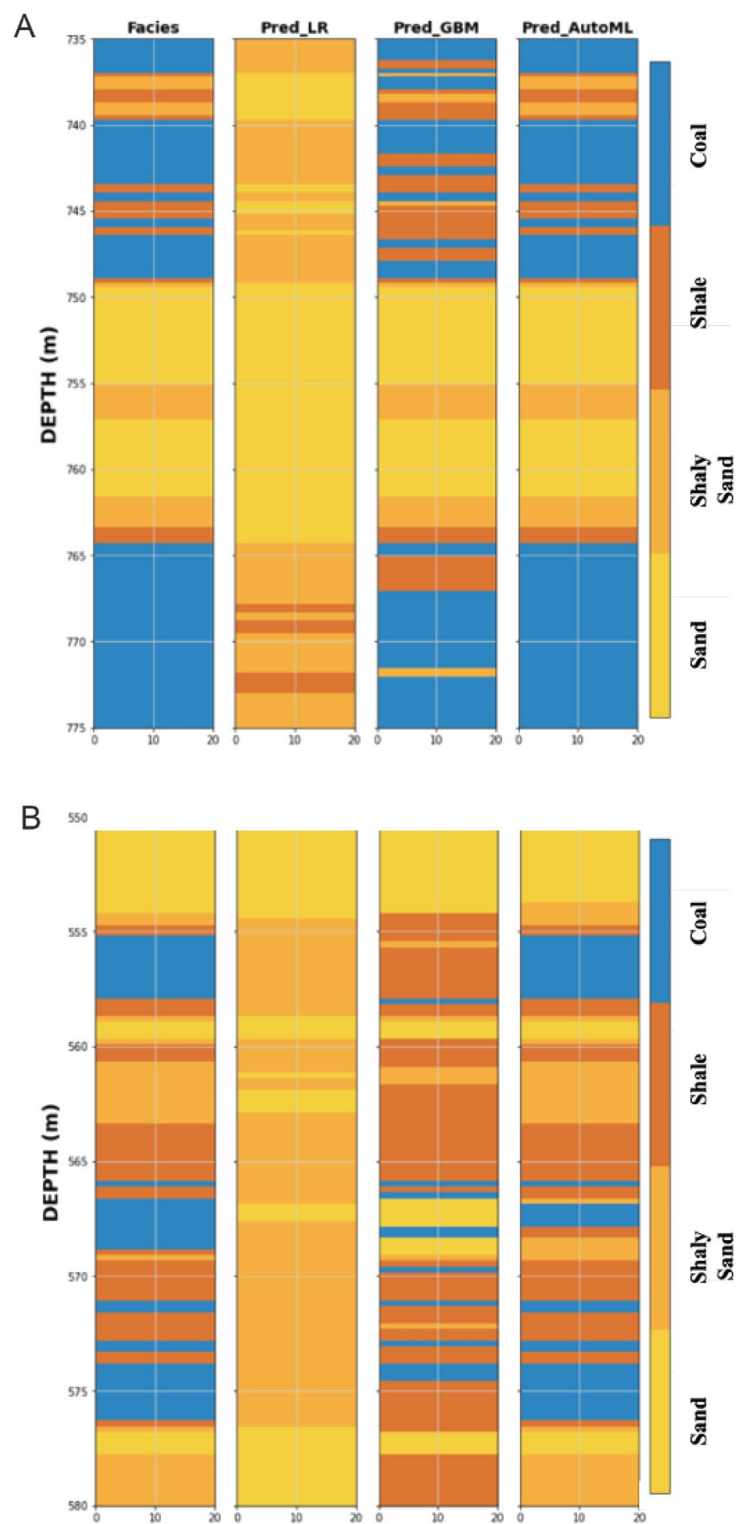 A
Facies Pred_LR Pred_GBM Pred_AutoML
735
740
745
750
755
760
765
770
775
DEPTH (m)
0 10 20 0 10 20 0 10 20 0 10 20
Coal
Shale
Shaly
Sand
Sand
B
550
555
560
565
570
575
580
DEPTH (m)
0 10 20 0 10 20 0 10 20 0 10 20
Coal
Shale
Shaly
Sand
Sand